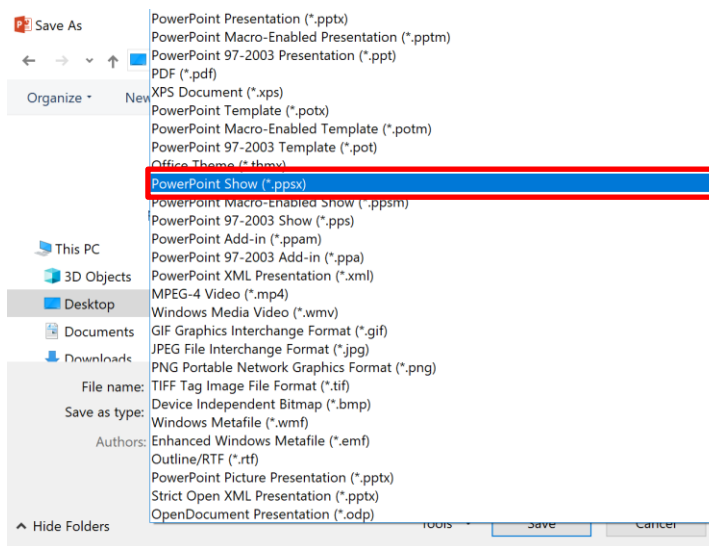 Save As
PowerPoint Presentation (*.pptx)
PowerPoint Macro-Enabled Presentation (*.pptm)
PowerPoint 97-2003 Presentation (*.ppt)
PDF (*.pdf)
XPS Document (*.xps)
PowerPoint Template (*.potx)
PowerPoint Macro-Enabled Template (*.potm)
PowerPoint 97-2003 Template (*.pot)
Office Theme (*.thmx)
PowerPoint Show (*.ppsx)
PowerPoint Macro-Enabled Show (*.ppsm)
PowerPoint 97-2003 Show (*.pps)
PowerPoint Add-in (*.ppam)
PowerPoint 97-2003 Add-in (*.ppa)
PowerPoint XML Presentation (*.xml)
MPEG-4 Video (*.mp4)
Windows Media Video (*.wmv)
GIF Graphics Interchange Format (*.gif)
JPEG File Interchange Format (*.jpg)
PNG Portable Network Graphics Format (*.png)
TIFF Tag Image File Format (*.tif)
Device Independent Bitmap (*.bmp)
Windows Metafile (*.wmf)
Enhanced Windows Metafile (*.emf)
Outline/RTF (*.rtf)
PowerPoint Picture Presentation (*.pptx)
Strict Open XML Presentation (*.pptx)
OpenDocument Presentation (*.odp)
Organize
New
This PC
3D Objects
Desktop
Documents
Downloads
File name:
Save as type:
Authors:
Hide Folders
Tools
Save
Cancel